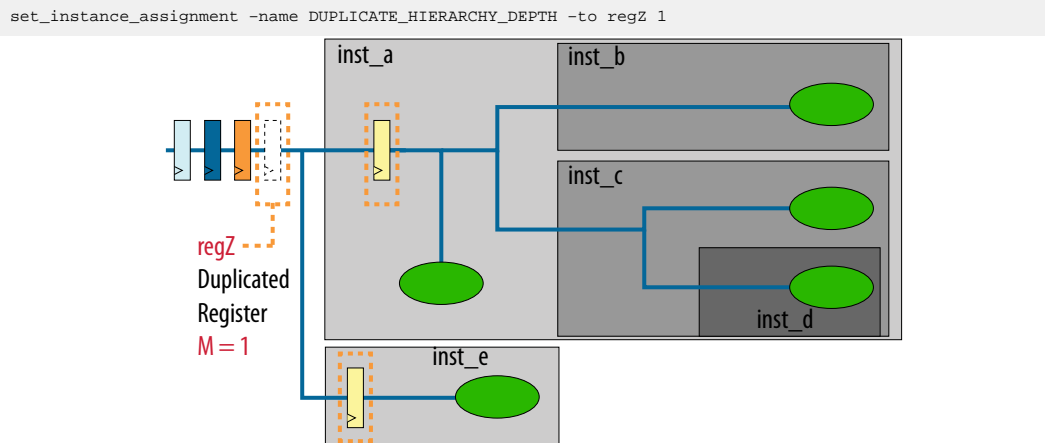 set_instance_assignment –name DUPLICATE_HIERARCHY_DEPTH –to regZ 1
inst_a
inst_b
inst_c
regZ
Duplicated
Register
M = 1
inst_d
inst_e